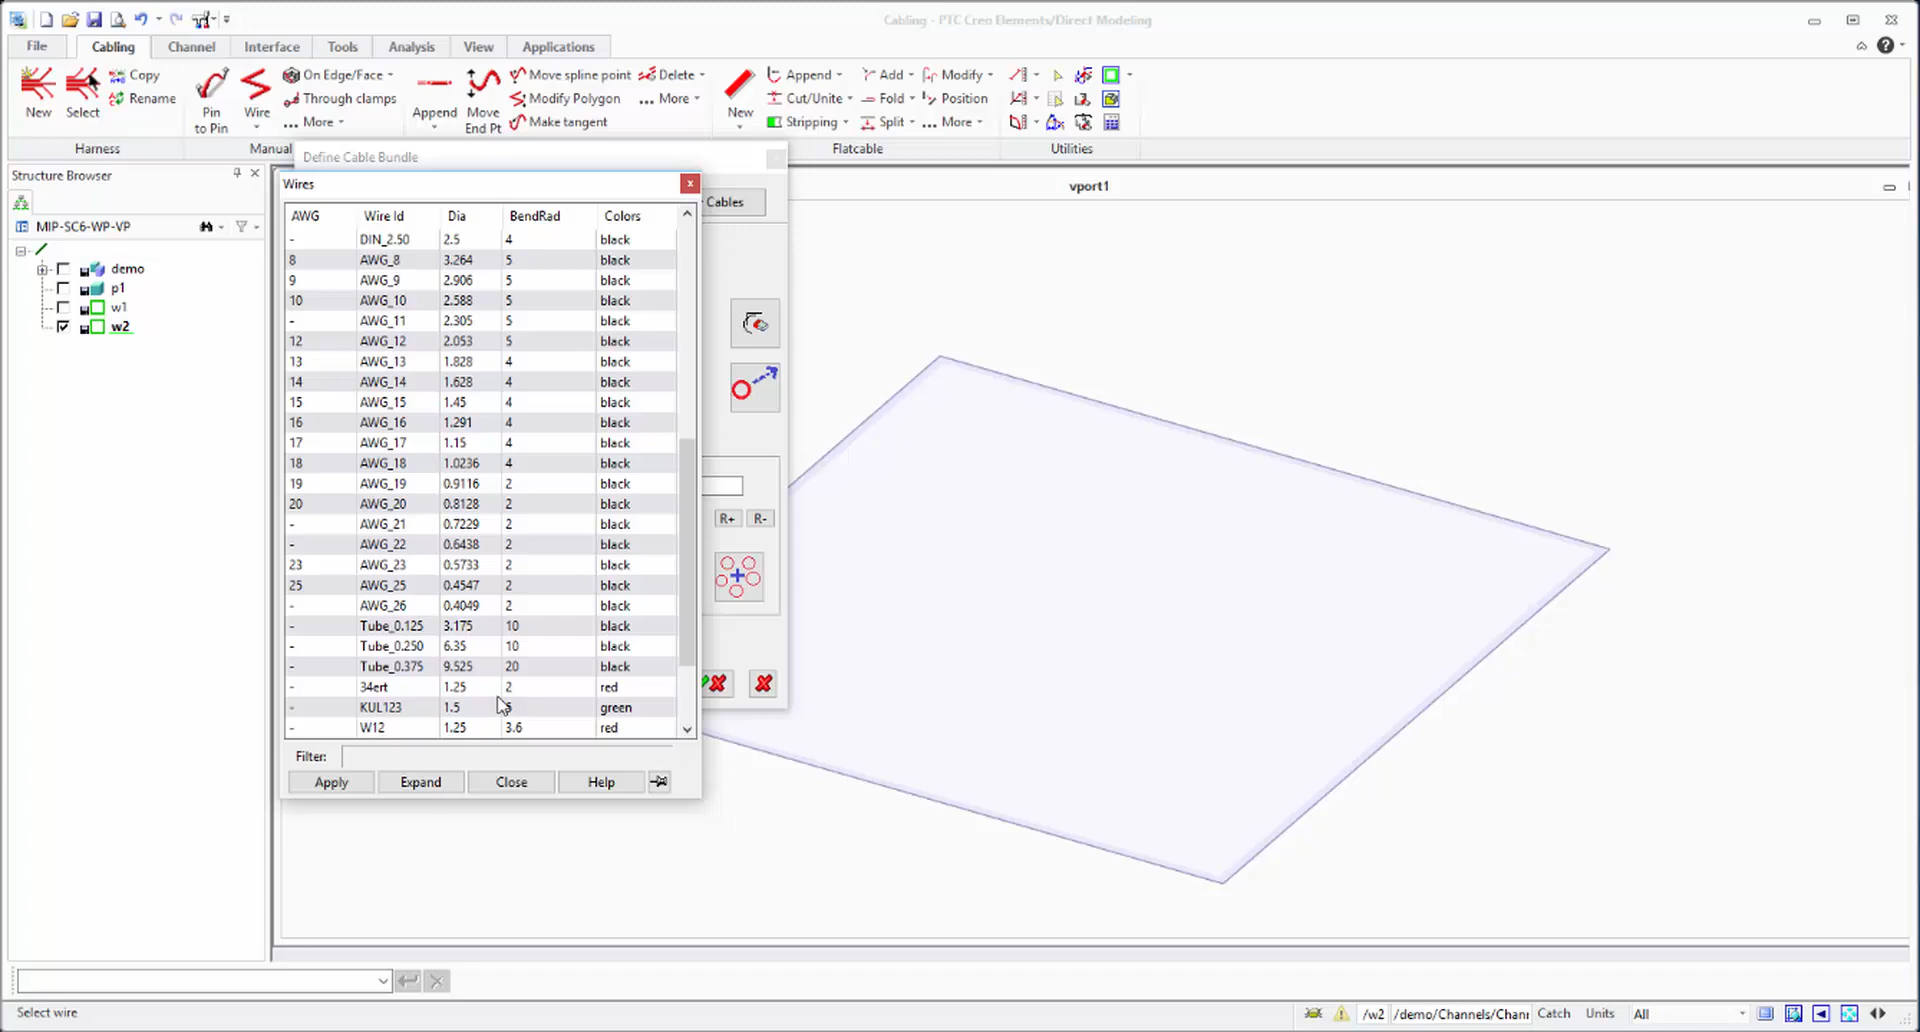 Cabling - PTC Creo Elements/Direct Modeling
File Cabling Channel Interface Tools Analysis View Applications
New Select Copy Rename
Harness
Pin to Pin Wire On Edge/Face Through clamps ... More
Manual
Append Move End Pt Move spline point Modify Polygon Make tangent Delete ... More
New Append Cut/Unite Stripping Add Fold Split Modify Position ... More
Flatcable
Utilities
Structure Browser
MIP-SC6-WP-VP
demo
p1
w1
w2
Define Cable Bundle
Cables
R+ R-
vport1
Wires
AWG Wire Id Dia BendRad Colors
- DIN_2.50 2.5 4 black
8 AWG_8 3.264 5 black
9 AWG_9 2.906 5 black
10 AWG_10 2.588 5 black
- AWG_11 2.305 5 black
12 AWG_12 2.053 5 black
13 AWG_13 1.828 4 black
14 AWG_14 1.628 4 black
15 AWG_15 1.45 4 black
16 AWG_16 1.291 4 black
17 AWG_17 1.15 4 black
18 AWG_18 1.0236 4 black
19 AWG_19 0.9116 2 black
20 AWG_20 0.8128 2 black
- AWG_21 0.7229 2 black
- AWG_22 0.6438 2 black
23 AWG_23 0.5733 2 black
25 AWG_25 0.4547 2 black
- AWG_26 0.4049 2 black
- Tube_0.125 3.175 10 black
- Tube_0.250 6.35 10 black
- Tube_0.375 9.525 20 black
- 34ert 1.25 2 red
- KUL123 1.5 green
- W12 1.25 3.6 red
Filter:
Apply Expand Close Help
Select wire
/w2 /demo/Channels/Chan Catch Units All